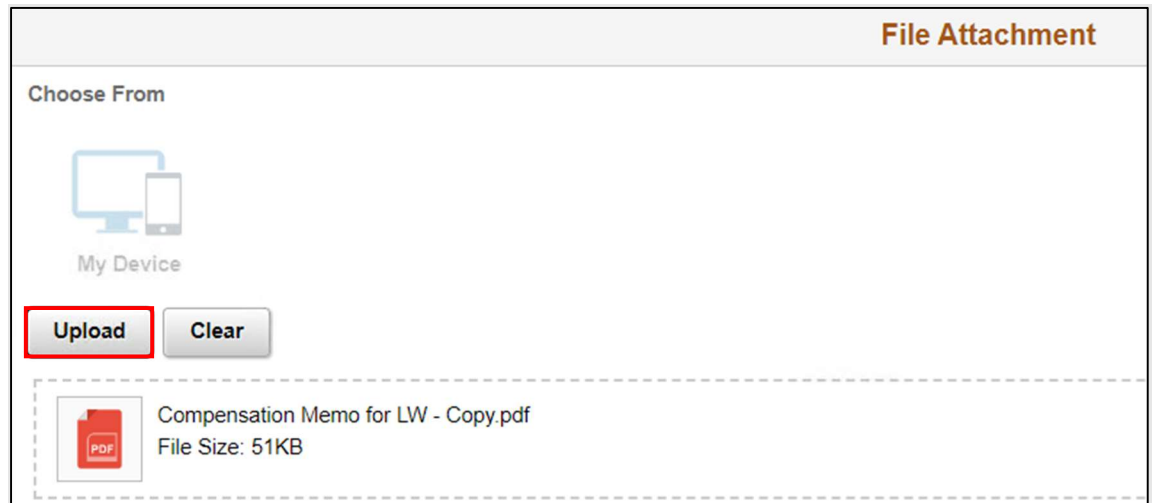 File Attachment
Choose From
My Device
Upload Clear
PDF
Compensation Memo for LW - Copy.pdf
File Size: 51KB